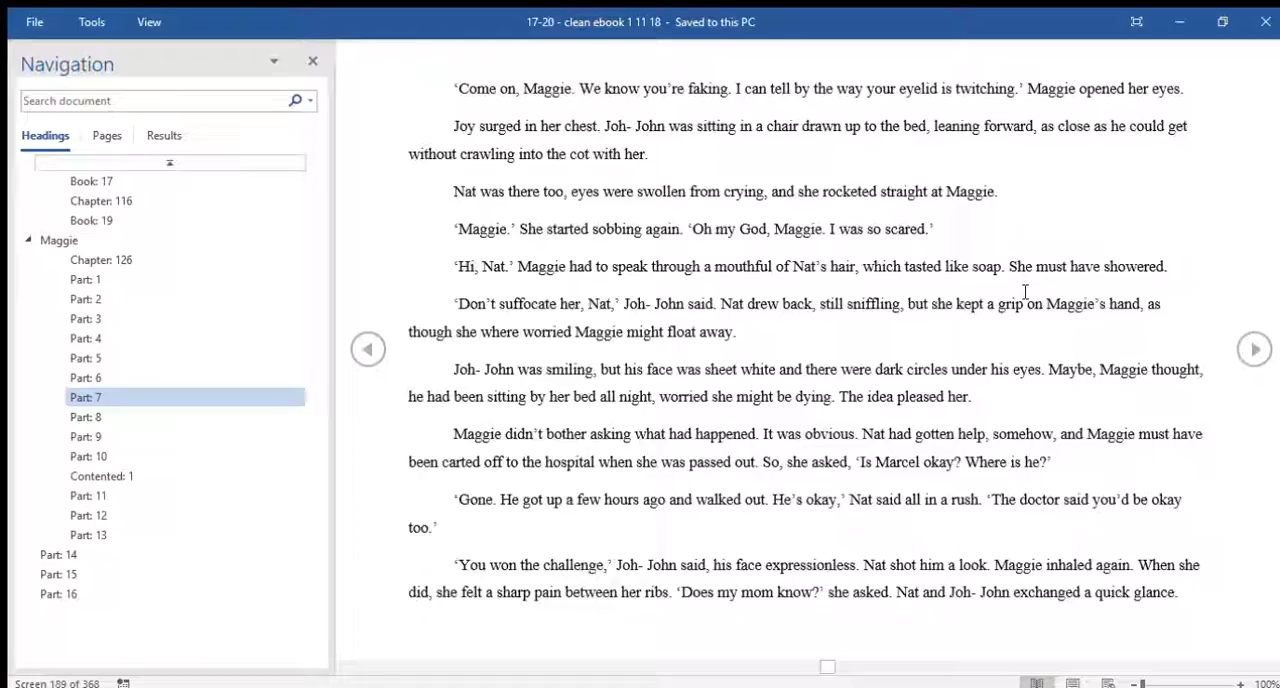 File Tools View 17-20 - clean ebook 1 11 18 - Saved to this PC
Navigation
Search document
Headings Pages Results
Book: 17
Chapter: 116
Book: 19
Maggie
Chapter: 126
Part: 1
Part: 2
Part: 3
Part: 4
Part: 5
Part: 6
Part: 7
Part: 8
Part: 9
Part: 10
Contented: 1
Part: 11
Part: 12
Part: 13
Part: 14
Part: 15
Part: 16
‘Come on, Maggie. We know you’re faking. I can tell by the way your eyelid is twitching.’ Maggie opened her eyes.
Joy surged in her chest. Joh- John was sitting in a chair drawn up to the bed, leaning forward, as close as he could get
without crawling into the cot with her.
Nat was there too, eyes were swollen from crying, and she rocketed straight at Maggie.
‘Maggie.’ She started sobbing again. ‘Oh my God, Maggie. I was so scared.’
‘Hi, Nat.’ Maggie had to speak through a mouthful of Nat’s hair, which tasted like soap. She must have showered.
‘Don’t suffocate her, Nat,’ Joh- John said. Nat drew back, still sniffling, but she kept a grip on Maggie’s hand, as
though she where worried Maggie might float away.
Joh- John was smiling, but his face was sheet white and there were dark circles under his eyes. Maybe, Maggie thought,
he had been sitting by her bed all night, worried she might be dying. The idea pleased her.
Maggie didn’t bother asking what had happened. It was obvious. Nat had gotten help, somehow, and Maggie must have
been carted off to the hospital when she was passed out. So, she asked, ‘Is Marcel okay? Where is he?’
‘Gone. He got up a few hours ago and walked out. He’s okay,’ Nat said all in a rush. ‘The doctor said you’d be okay
too.’
‘You won the challenge,’ Joh- John said, his face expressionless. Nat shot him a look. Maggie inhaled again. When she
did, she felt a sharp pain between her ribs. ‘Does my mom know?’ she asked. Nat and Joh- John exchanged a quick glance.
Screen 189 of 368 100%